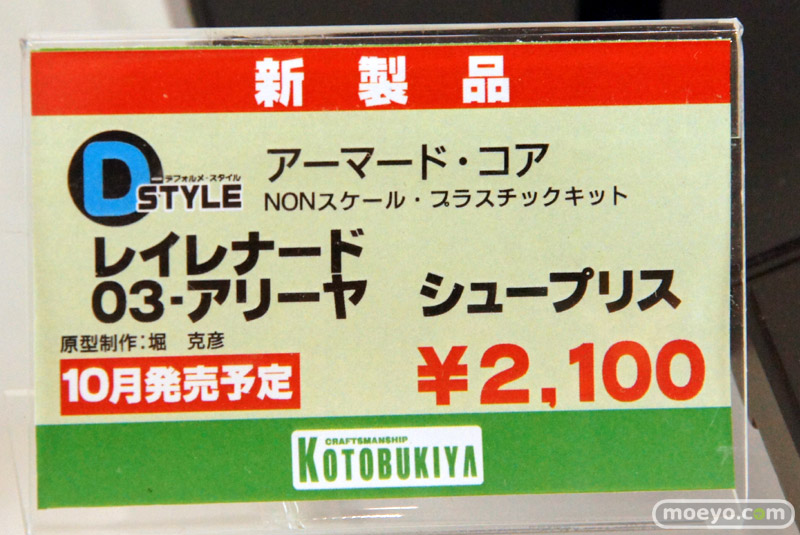 新製品
D
デフォルメ・スタイル
STYLE
アーマード・コア
NONスケール・プラスチックキット
レイレナード
03-アリーヤ シュープリス
原型制作:堀 克彦
10月発売予定
¥2,100
CRAFTSMANSHIP
KOTOBUKIYA
moeyo.com